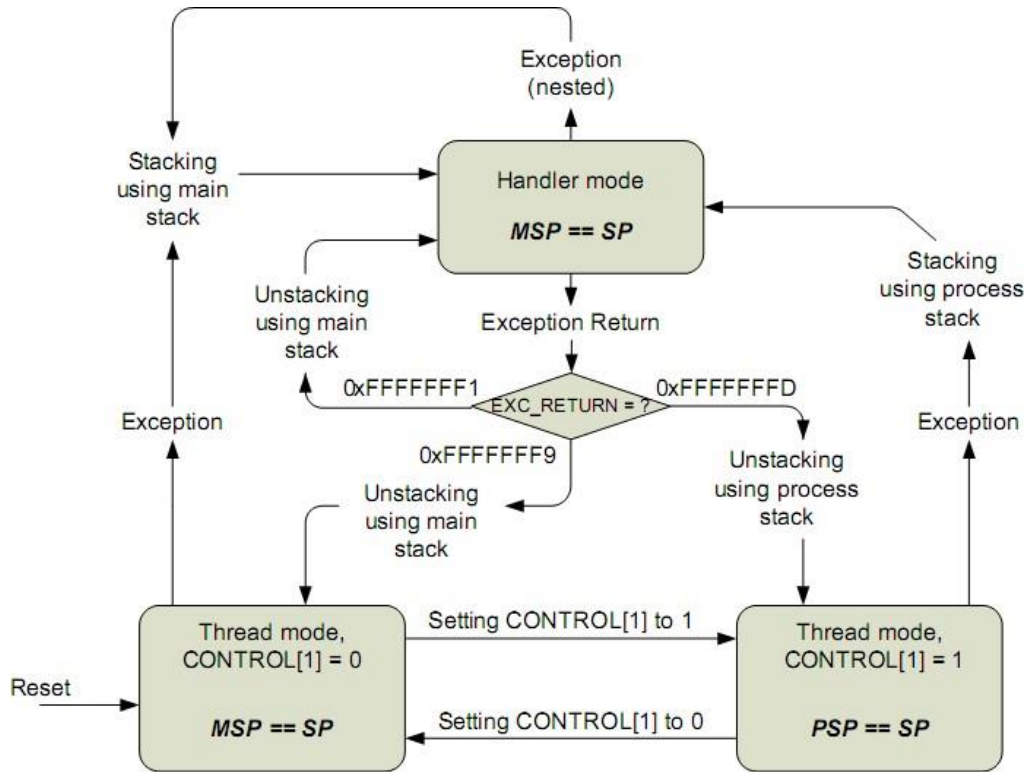 Exception
(nested)
Stacking
using main
stack
Handler mode
MSP == SP
Unstacking
using main
stack
Stacking
using process
stack
Exception Return
0xFFFFFFF1
0xFFFFFFFD
EXC_RETURN = ?
Exception
Exception
0xFFFFFFF9
Unstacking
using main
stack
Unstacking
using process
stack
Thread mode,
CONTROL[1] = 0
MSP == SP
Setting CONTROL[1] to 1
Thread mode,
CONTROL[1] = 1
PSP == SP
Reset
Setting CONTROL[1] to 0